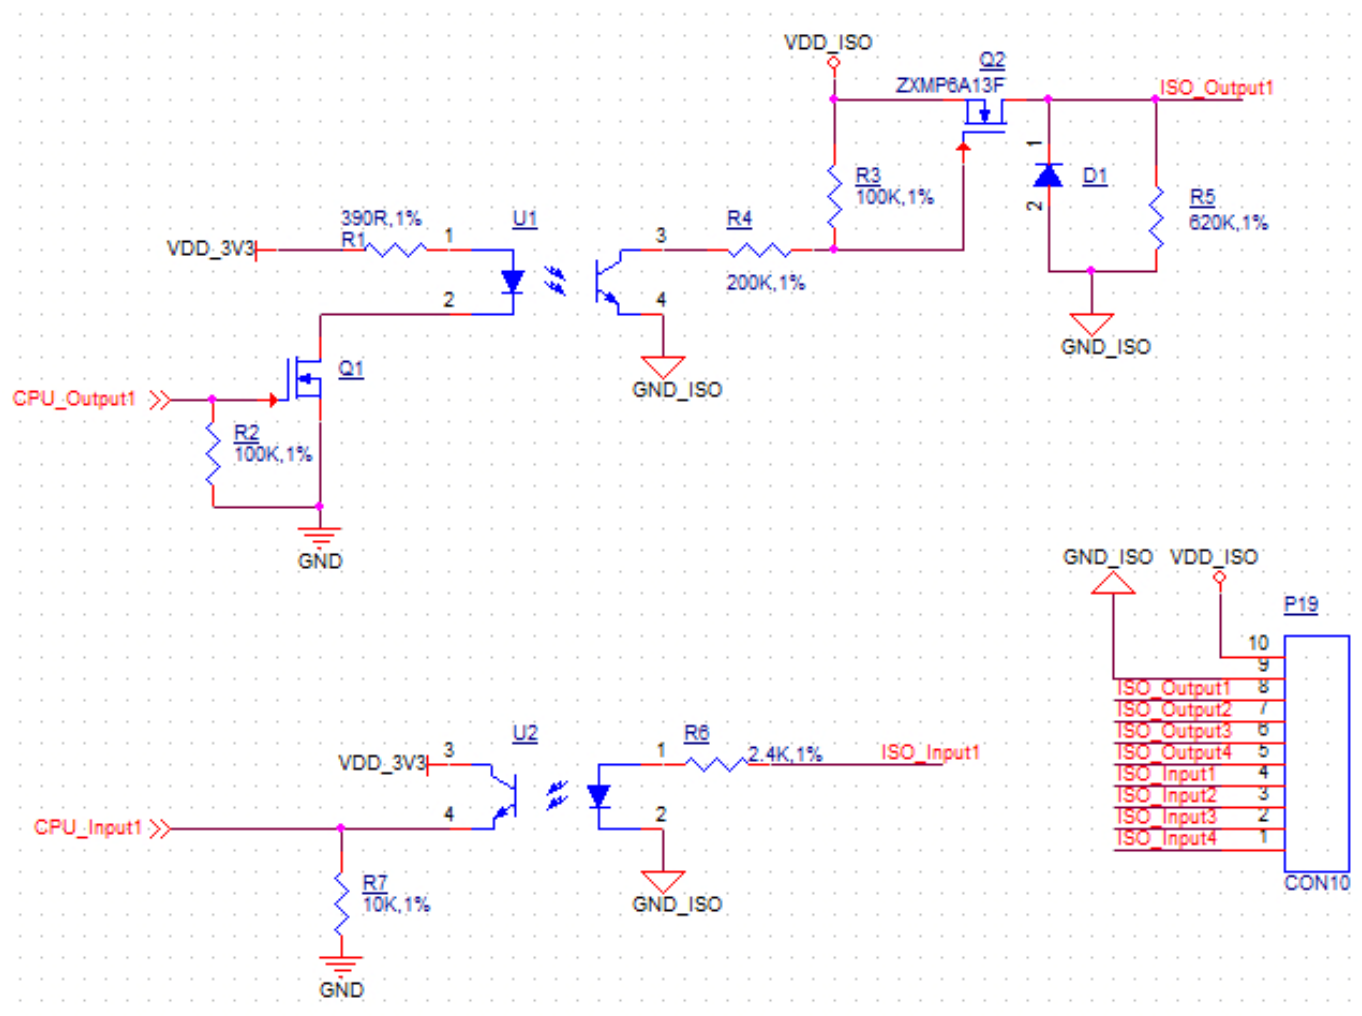 VDD_ISO
Q2
ZXMP6A13F
ISO_Output1
1
D1
2
R3
100K,1%
R5
620K,1%
390R,1%
R1
VDD_3V3
1
U1
3
R4
200K,1%
2
4
GND_ISO
GND_ISO
Q1
CPU_Output1
R2
100K,1%
GND
GND_ISO
VDD_ISO
P19
10
9
ISO_Output1 8
ISO_Output2 7
ISO_Output3 6
ISO_Output4 5
ISO_Input1 4
ISO_Input2 3
ISO_Input3 2
ISO_Input4 1
CON10
VDD_3V3
3
U2
1
R6
2.4K,1%
ISO_Input1
CPU_Input1
4
2
GND_ISO
R7
10K,1%
GND